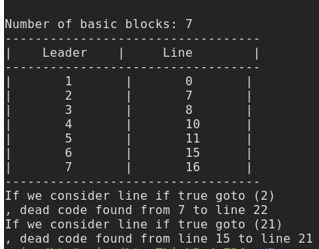 Number of basic blocks: 7
----------------------------------
| Leader | Line |
----------------------------------
| 1 | 0 |
| 2 | 7 |
| 3 | 8 |
| 4 | 10 |
| 5 | 11 |
| 6 | 15 |
| 7 | 16 |
----------------------------------
If we consider line if true goto (2)
, dead code found from 7 to line 22
If we consider line if true goto (21)
, dead code found from line 15 to line 21